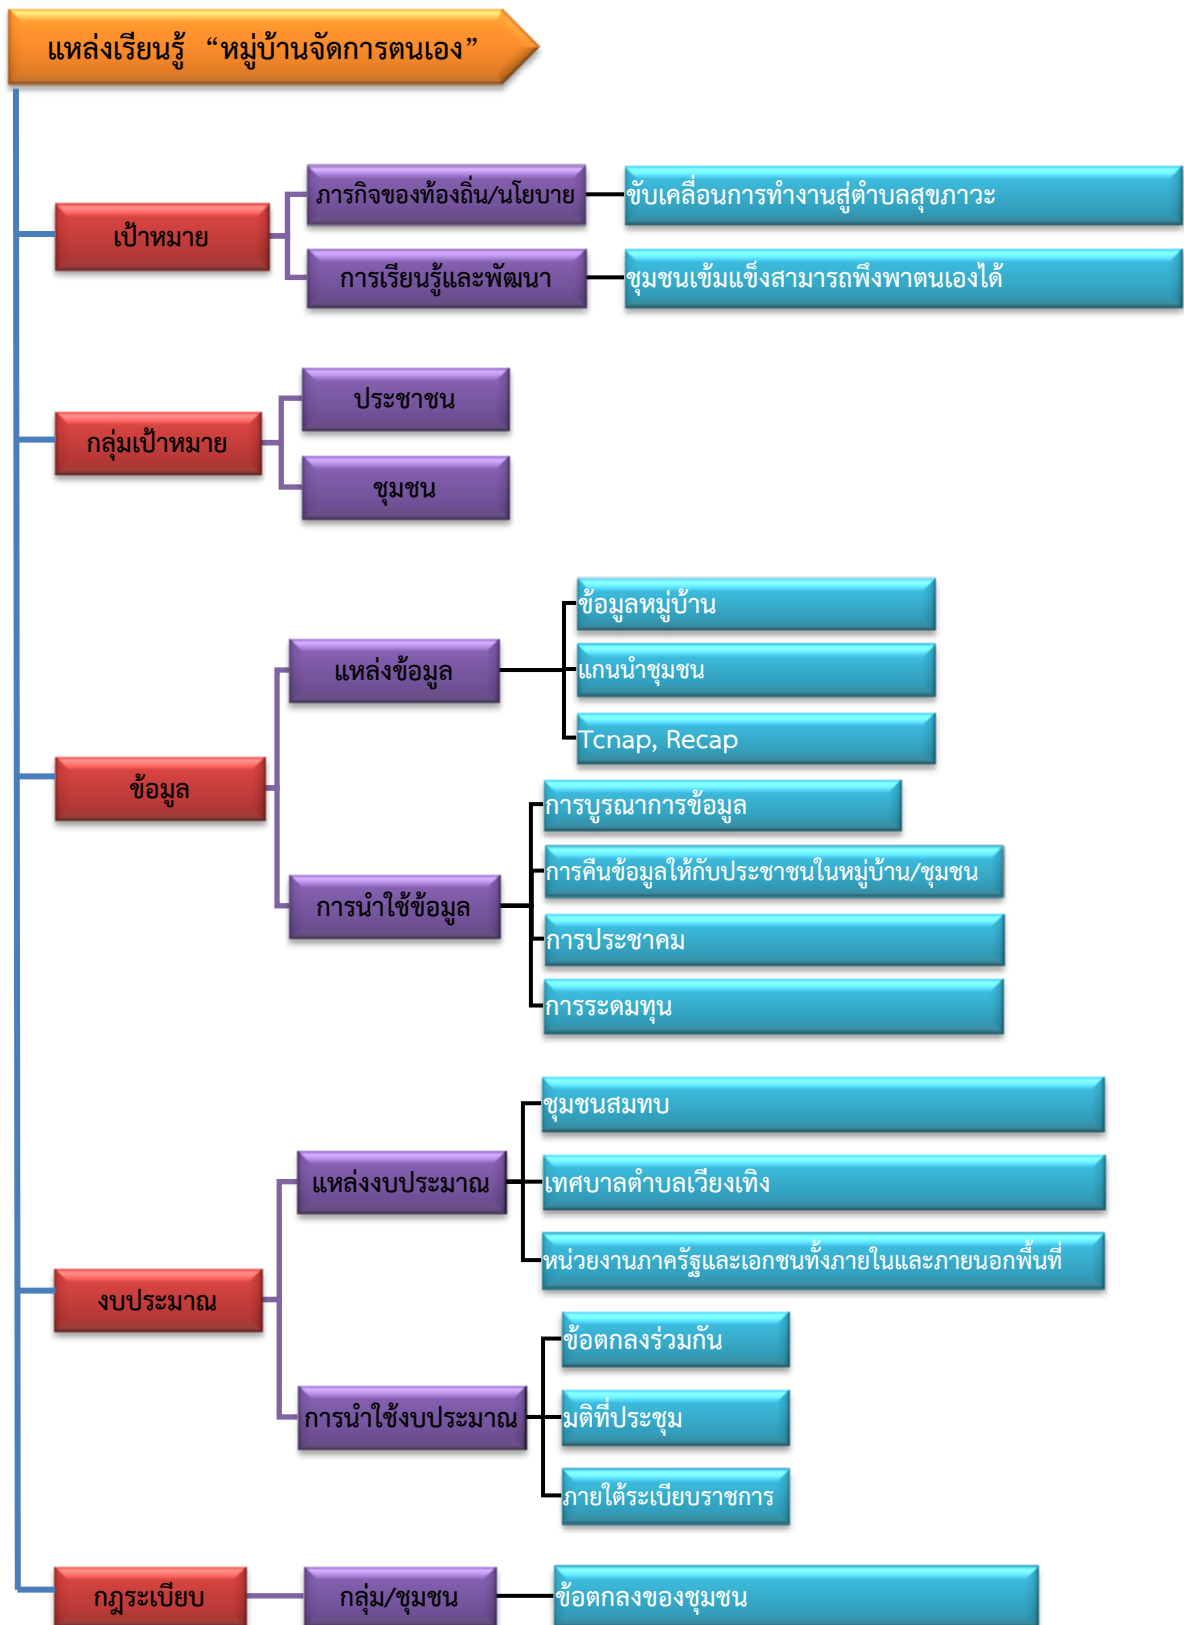 แหล่งเรียนรู้ “หมู่บ้านจัดการตนเอง”
เป้าหมาย
ภารกิจของท้องถิ่น/นโยบาย
ขับเคลื่อนการทำงานสู่ตำบลสุขภาวะ
การเรียนรู้และพัฒนา
ชุมชนเข้มแข็งสามารถพึงพาตนเองได้
กลุ่มเป้าหมาย
ประชาชน
ชุมชน
ข้อมูล
แหล่งข้อมูล
ข้อมูลหมู่บ้าน
แกนนำชุมชน
Tcnap, Recap
การนำใช้ข้อมูล
การบูรณาการข้อมูล
การคืนข้อมูลให้กับประชาชนในหมู่บ้าน/ชุมชน
การประชาคม
การระดมทุน
งบประมาณ
แหล่งงบประมาณ
ชุมชนสมทบ
เทศบาลตำบลเวียงเทิง
หน่วยงานภาครัฐและเอกชนทั้งภายในและภายนอกพื้นที่
การนำใช้งบประมาณ
ข้อตกลงร่วมกัน
มติที่ประชุม
ภายใต้ระเบียบราชการ
กฎระเบียบ
กลุ่ม/ชุมชน
ข้อตกลงของชุมชน